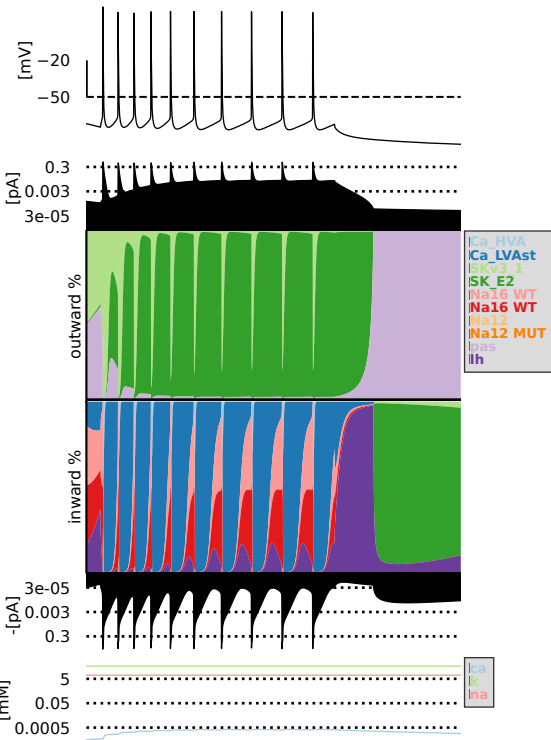 [mV]
−20
−50
[pA]
0.3
0.003
3e-05
outward %
Ca_HVA
Ca_LVAst
SKv3_1
SK_E2
Na16 WT
Na16 WT
Na12
Na12 MUT
pas
Ih
inward %
-[pA]
3e-05
0.003
0.3
[mM]
5
0.05
0.0005
ca
k
na